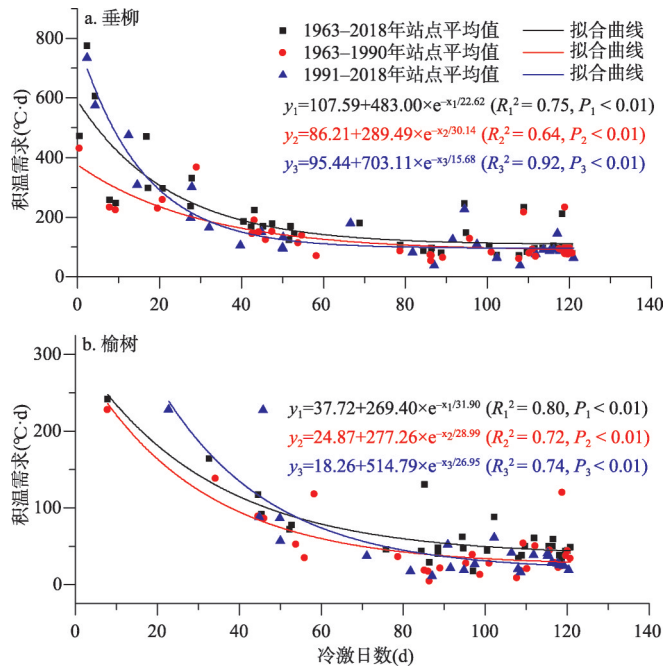 a. 垂柳
1963–2018年站点平均值 拟合曲线
1963–1990年站点平均值 拟合曲线
1991–2018年站点平均值 拟合曲线
y₁=107.59+483.00×e^(−x₁/22.62) (R₁²= 0.75, P₁ < 0.01)
y₂=86.21+289.49×e^(−x₂/30.14) (R₂²= 0.64, P₂ < 0.01)
y₃=95.44+703.11×e^(−x₃/15.68) (R₃²= 0.92, P₃ < 0.01)
积温需求(℃·d)
800
600
400
200
0
0 20 40 60 80 100 120 140
b. 榆树
y₁=37.72+269.40×e^(−x₁/31.90) (R₁²= 0.80, P₁ < 0.01)
y₂=24.87+277.26×e^(−x₂/28.99) (R₂²= 0.72, P₂ < 0.01)
y₃=18.26+514.79×e^(−x₃/26.95) (R₃²= 0.74, P₃ < 0.01)
积温需求(℃·d)
300
200
100
0
0 20 40 60 80 100 120 140
冷激日数(d)